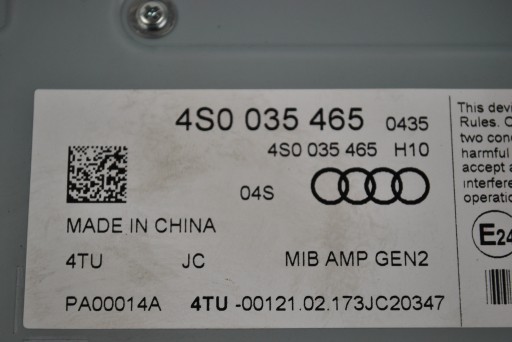 4S0 035 465 0435
4S0 035 465 H10
04S
MADE IN CHINA
4TU JC MIB AMP GEN2
PA00014A 4TU -00121.02.173JC20347
This devi
Rules. O
two cond
harmful
accept a
interfere
operatio
E24